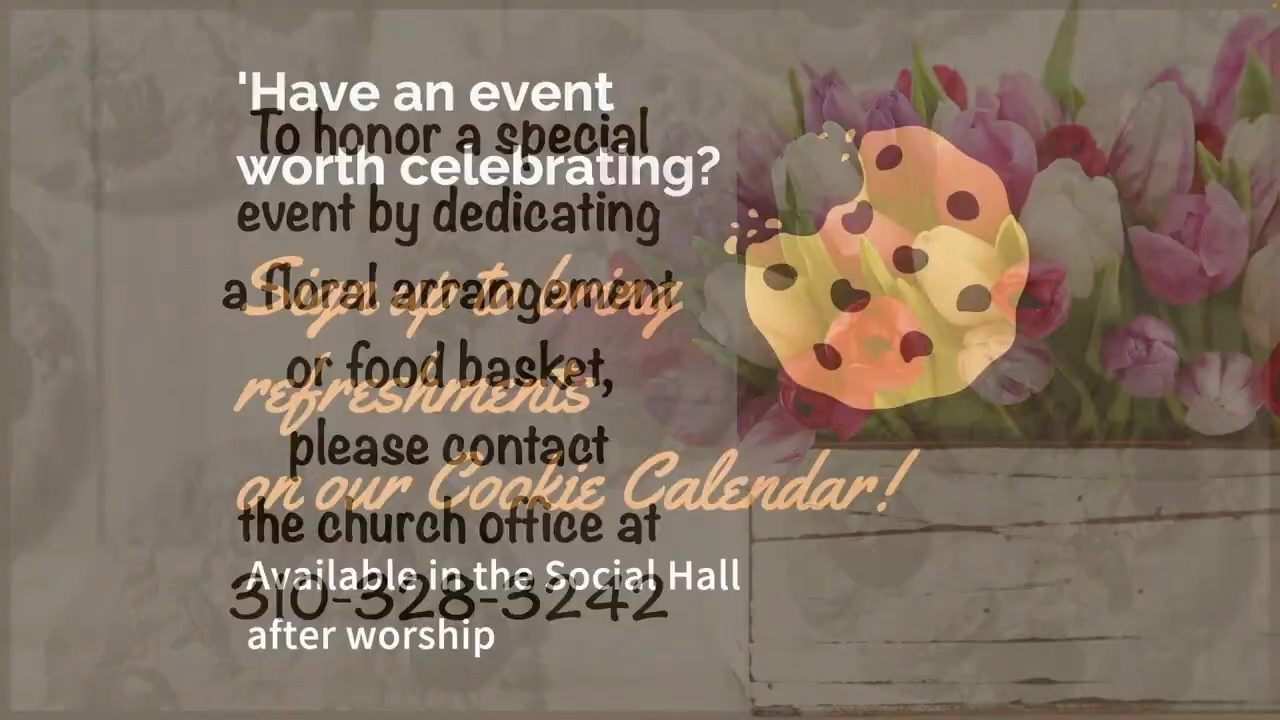 'Have an event
worth celebrating?
Sign up to bring
refreshments
on our Cookie Calendar!
Available in the Social Hall
after worship
To honor a special
event by dedicating
a floral arrangement
or food basket,
please contact
the church office at
310-328-3242